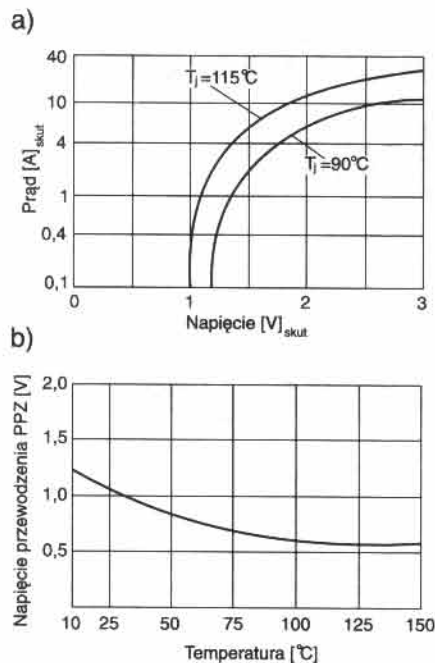 a)
Prąd [A]skut
40
10
4
1
0,4
0,1
Tj=115°C
Tj=90°C
0
1
2
3
Napięcie [V]skut
b)
Napięcie przewodzenia PPZ [V]
2,0
1,5
1,0
0,5
10
25
50
75
100
125
150
Temperatura [°C]